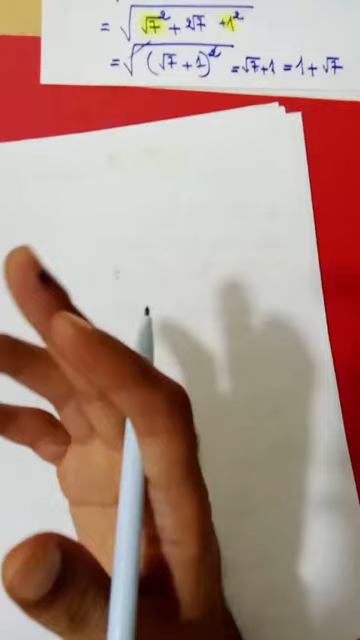 = √(√7² + 2√7 + 1²)
= √(√7 + 1)² = √7 + 1 = 1 + √7